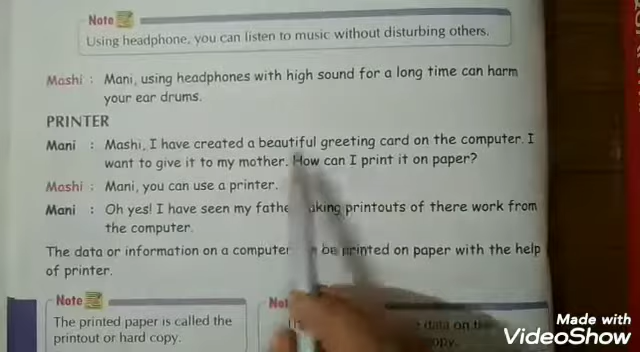 Note
Using headphone, you can listen to music without disturbing others.
Mashi : Mani, using headphones with high sound for a long time can harm
your ear drums.
PRINTER
Mani : Mashi, I have created a beautiful greeting card on the computer. I
want to give it to my mother. How can I print it on paper?
Mashi : Mani, you can use a printer.
Mani : Oh yes! I have seen my printouts of there work from
the computer.
The data or information on a computer be printed on paper with the help
of printer.
Note
The printed paper is called the
printout or hard copy.
data on
Made with
VideoShow